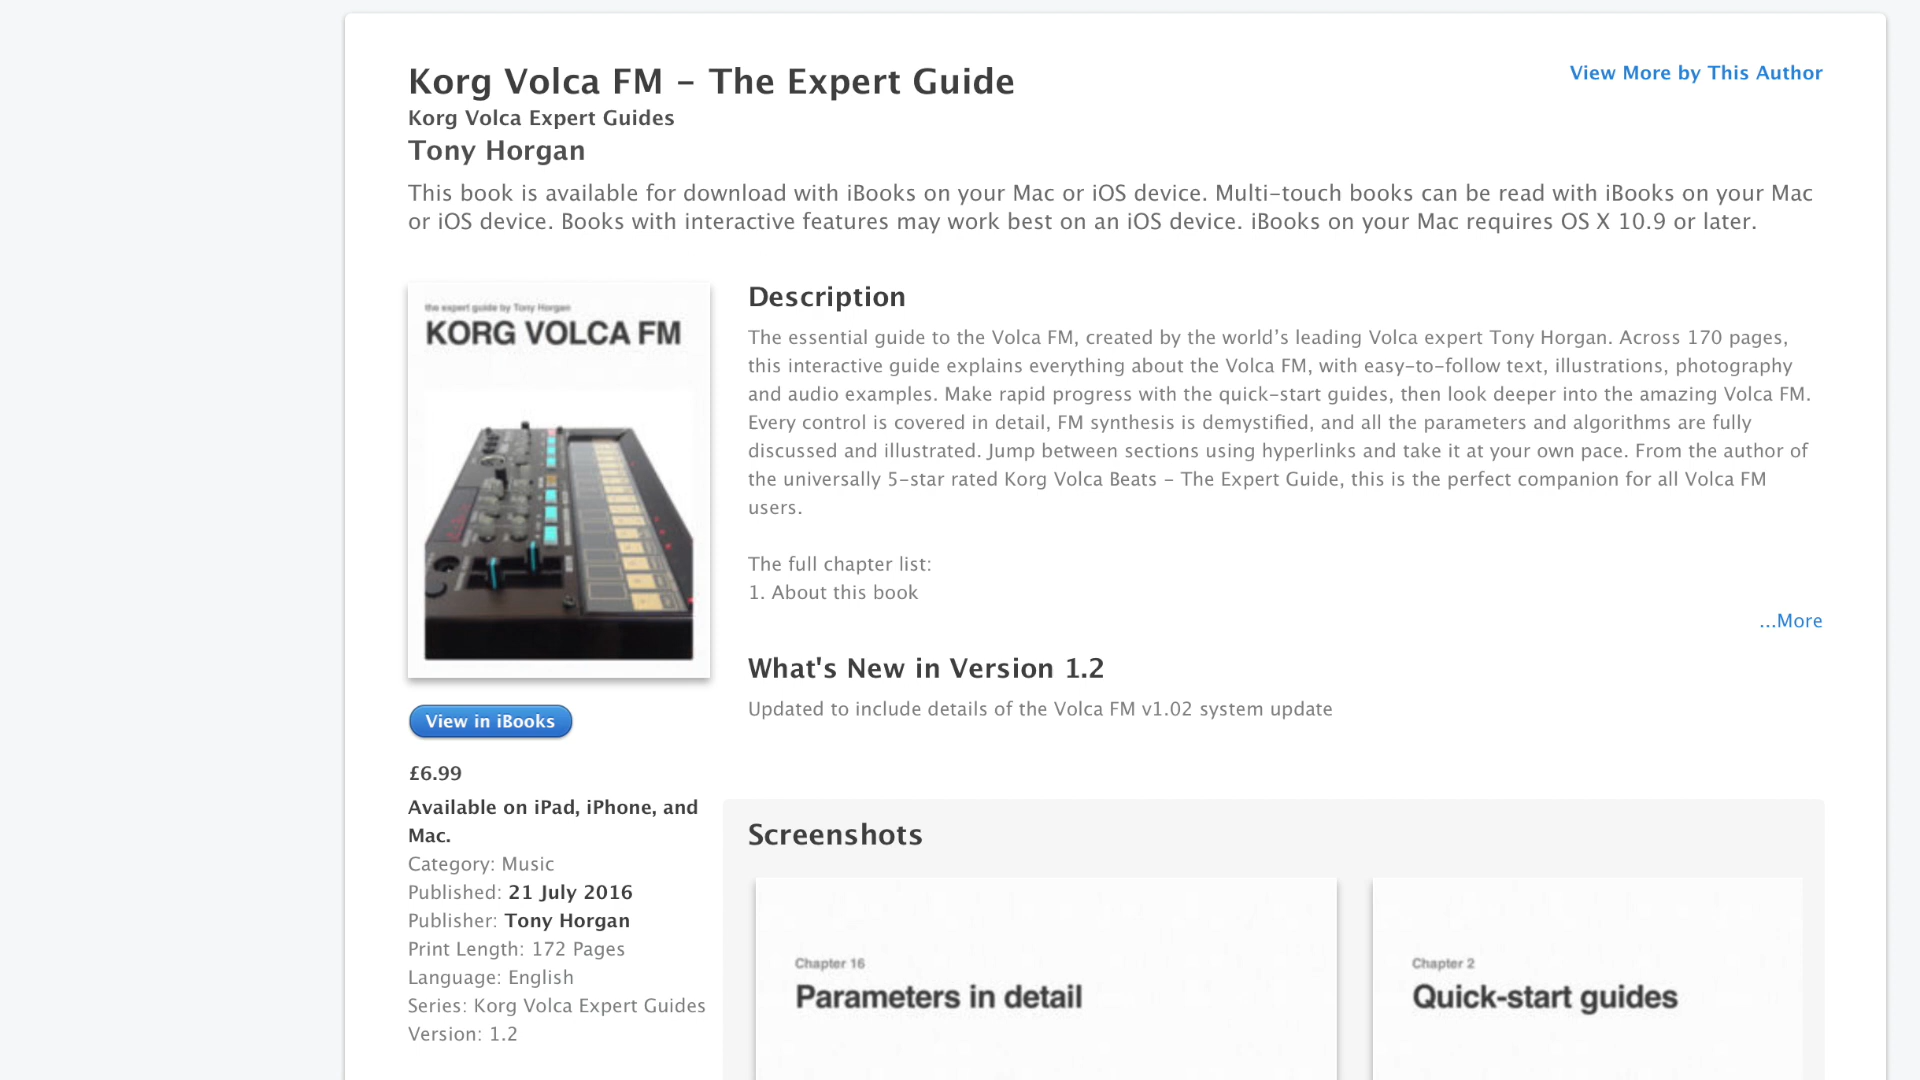 Korg Volca FM – The Expert Guide
View More by This Author
Korg Volca Expert Guides
Tony Horgan
This book is available for download with iBooks on your Mac or iOS device. Multi-touch books can be read with iBooks on your Mac
or iOS device. Books with interactive features may work best on an iOS device. iBooks on your Mac requires OS X 10.9 or later.
the expert guide by Tony Horgan
KORG VOLCA FM
View in iBooks
£6.99
Available on iPad, iPhone, and
Mac.
Category: Music
Published: 21 July 2016
Publisher: Tony Horgan
Print Length: 172 Pages
Language: English
Series: Korg Volca Expert Guides
Version: 1.2
Description
The essential guide to the Volca FM, created by the world's leading Volca expert Tony Horgan. Across 170 pages,
this interactive guide explains everything about the Volca FM, with easy-to-follow text, illustrations, photography
and audio examples. Make rapid progress with the quick-start guides, then look deeper into the amazing Volca FM.
Every control is covered in detail, FM synthesis is demystified, and all the parameters and algorithms are fully
discussed and illustrated. Jump between sections using hyperlinks and take it at your own pace. From the author of
the universally 5-star rated Korg Volca Beats – The Expert Guide, this is the perfect companion for all Volca FM
users.
The full chapter list:
1. About this book
...More
What's New in Version 1.2
Updated to include details of the Volca FM v1.02 system update
Screenshots
Chapter 16
Parameters in detail
Chapter 2
Quick-start guides